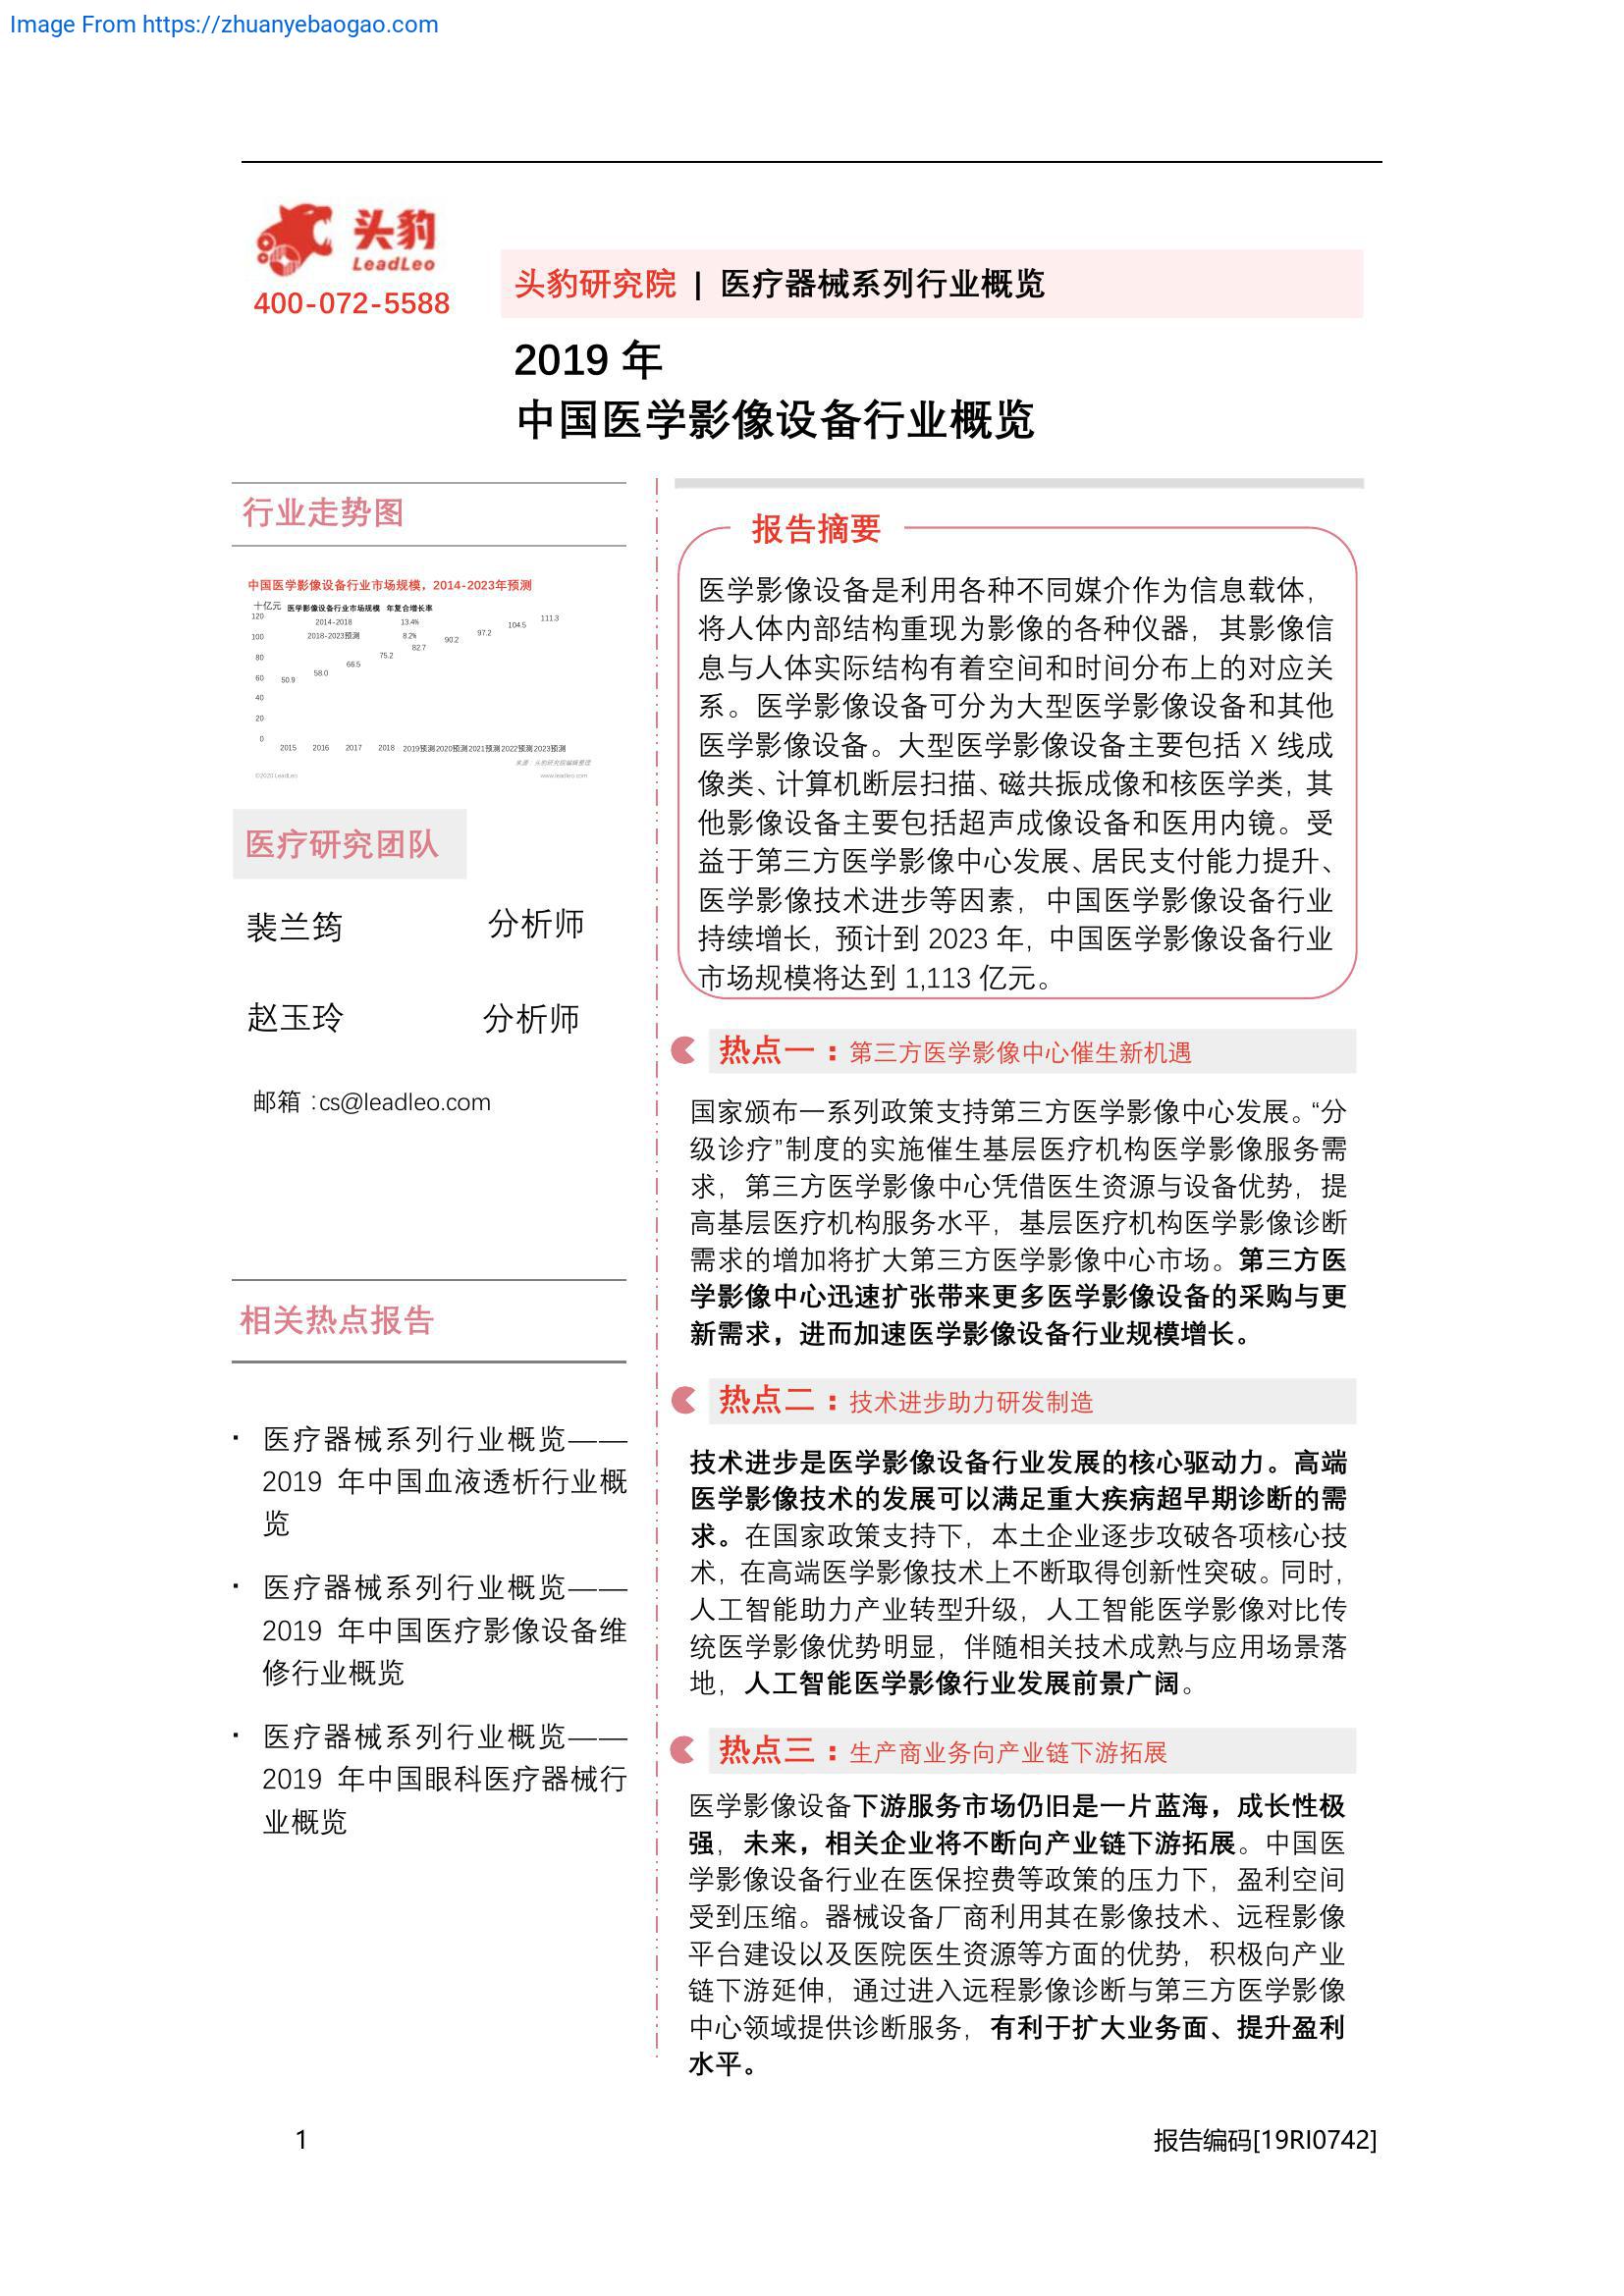 Image From https://zhuanyebaogao.com
头豹
LeadLeo
400-072-5588
头豹研究院 | 医疗器械系列行业概览
2019 年
中国医学影像设备行业概览
行业走势图
中国医学影像设备行业市场规模，2014-2023年预测
十亿元 医学影像设备行业市场规模 年复合增长率
2014-2018 13.4%
2018-2023预测 8.2%
120
100
80
60
40
20
0
50.9
58.0
66.5
75.2
82.7
90.2
97.2
104.5
111.3
2015 2016 2017 2018 2019预测 2020预测 2021预测 2022预测 2023预测
来源：头豹研究院编辑整理
©2020 LeadLeo
www.leadleo.com
医疗研究团队
裴兰筠 分析师
赵玉玲 分析师
邮箱：cs@leadleo.com
相关热点报告
· 医疗器械系列行业概览——
2019 年中国血液透析行业概
览
· 医疗器械系列行业概览——
2019 年中国医疗影像设备维
修行业概览
· 医疗器械系列行业概览——
2019 年中国眼科医疗器械行
业概览
报告摘要
医学影像设备是利用各种不同媒介作为信息载体，
将人体内部结构重现为影像的各种仪器，其影像信
息与人体实际结构有着空间和时间分布上的对应关
系。医学影像设备可分为大型医学影像设备和其他
医学影像设备。大型医学影像设备主要包括 X 线成
像类、计算机断层扫描、磁共振成像和核医学类，其
他影像设备主要包括超声成像设备和医用内镜。受
益于第三方医学影像中心发展、居民支付能力提升、
医学影像技术进步等因素，中国医学影像设备行业
持续增长，预计到 2023 年，中国医学影像设备行业
市场规模将达到 1,113 亿元。
热点一：第三方医学影像中心催生新机遇
国家颁布一系列政策支持第三方医学影像中心发展。“分
级诊疗”制度的实施催生基层医疗机构医学影像服务需
求，第三方医学影像中心凭借医生资源与设备优势，提
高基层医疗机构服务水平，基层医疗机构医学影像诊断
需求的增加将扩大第三方医学影像中心市场。第三方医
学影像中心迅速扩张带来更多医学影像设备的采购与更
新需求，进而加速医学影像设备行业规模增长。
热点二：技术进步助力研发制造
技术进步是医学影像设备行业发展的核心驱动力。高端
医学影像技术的发展可以满足重大疾病超早期诊断的需
求。在国家政策支持下，本土企业逐步攻破各项核心技
术，在高端医学影像技术上不断取得创新性突破。同时，
人工智能助力产业转型升级，人工智能医学影像对比传
统医学影像优势明显，伴随相关技术成熟与应用场景落
地，人工智能医学影像行业发展前景广阔。
热点三：生产商业务向产业链下游拓展
医学影像设备下游服务市场仍旧是一片蓝海，成长性极
强，未来，相关企业将不断向产业链下游拓展。中国医
学影像设备行业在医保控费等政策的压力下，盈利空间
受到压缩。器械设备厂商利用其在影像技术、远程影像
平台建设以及医院医生资源等方面的优势，积极向产业
链下游延伸，通过进入远程影像诊断与第三方医学影像
中心领域提供诊断服务，有利于扩大业务面、提升盈利
水平。
1
报告编码[19RI0742]